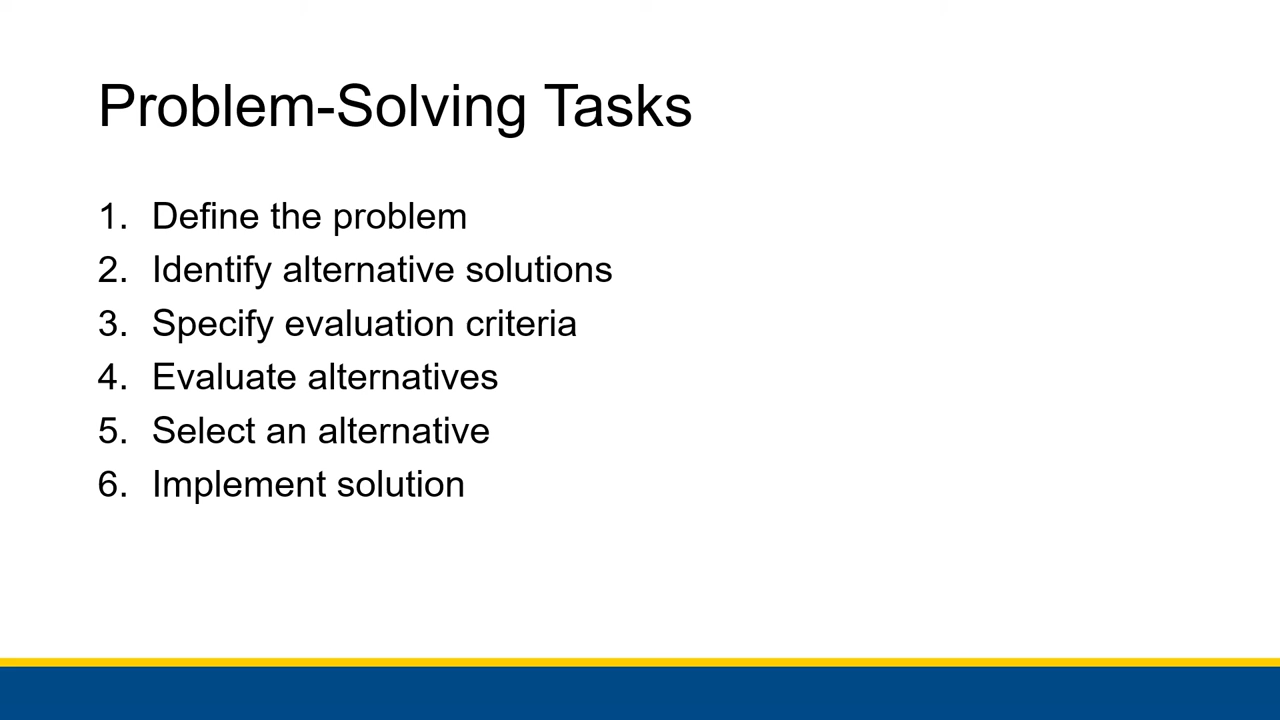 Problem-Solving Tasks
1. Define the problem
2. Identify alternative solutions
3. Specify evaluation criteria
4. Evaluate alternatives
5. Select an alternative
6. Implement solution